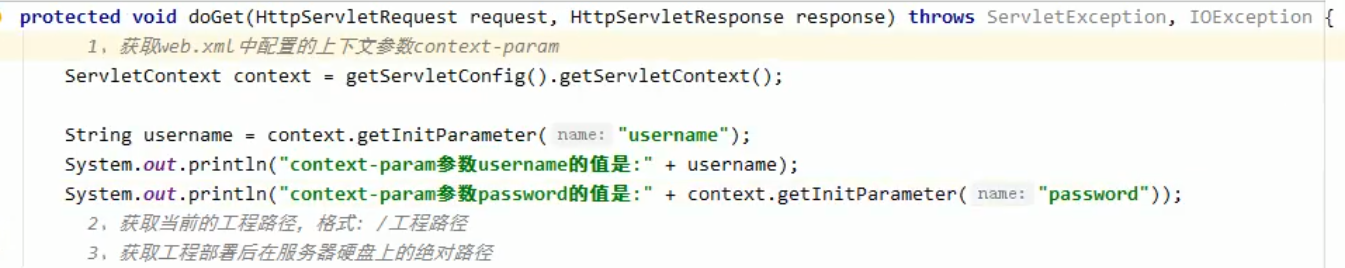 protected void doGet(HttpServletRequest request, HttpServletResponse response) throws ServletException, IOException {
1、获取web.xml中配置的上下文参数context-param
ServletContext context = getServletConfig().getServletContext();
String username = context.getInitParameter( name: "username");
System.out.println("context-param参数username的值是:" + username);
System.out.println("context-param参数password的值是:" + context.getInitParameter( name: "password"));
2、获取当前的工程路径，格式: /工程路径
3、获取工程部署后在服务器硬盘上的绝对路径